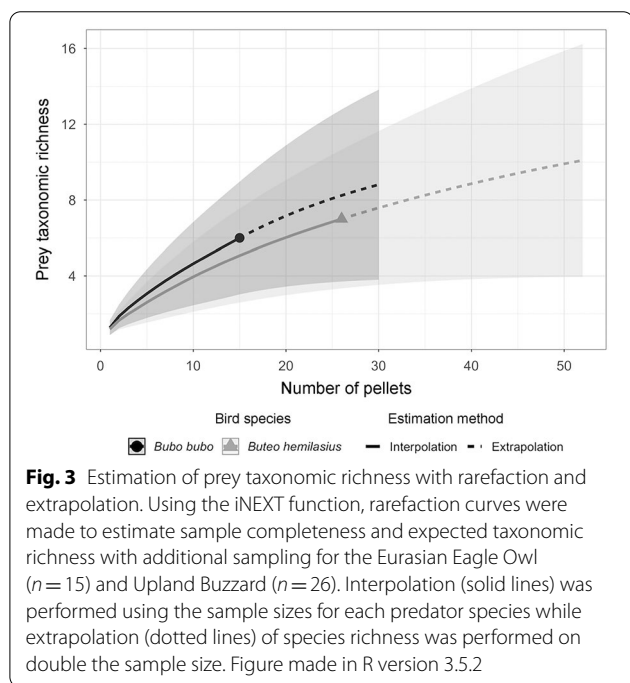 16
12
8
4
Prey taxonomic richness
0 10 20 30 40 50
Number of pellets
Bird species Estimation method
Bubo bubo Buteo hemilasius Interpolation Extrapolation
Fig. 3 Estimation of prey taxonomic richness with rarefaction and
extrapolation. Using the iNEXT function, rarefaction curves were
made to estimate sample completeness and expected taxonomic
richness with additional sampling for the Eurasian Eagle Owl
(n = 15) and Upland Buzzard (n = 26). Interpolation (solid lines) was
performed using the sample sizes for each predator species while
extrapolation (dotted lines) of species richness was performed on
double the sample size. Figure made in R version 3.5.2